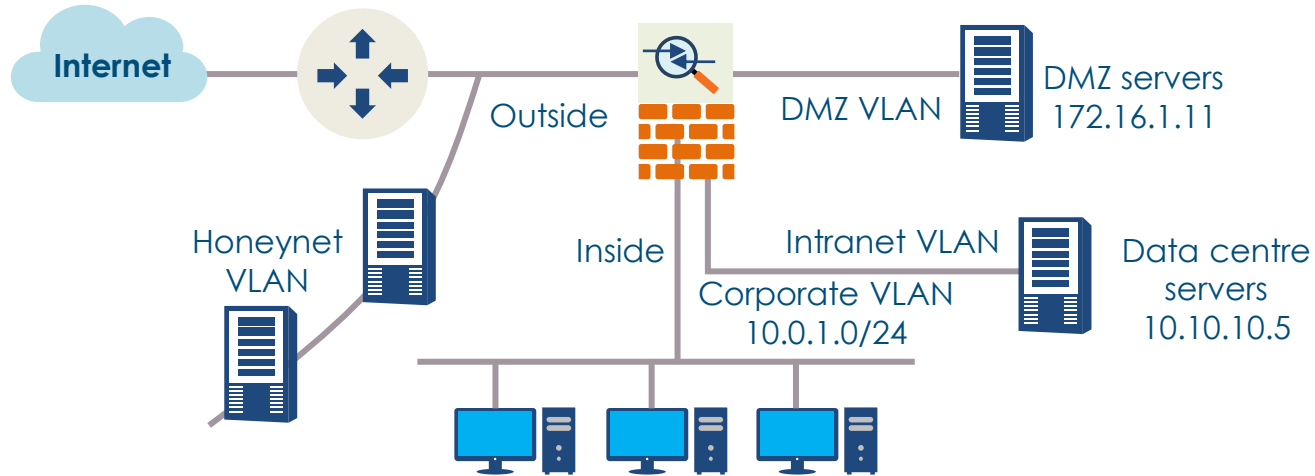 Internet
Outside
DMZ VLAN
DMZ servers
172.16.1.11
Honeynet
VLAN
Inside
Intranet VLAN
Data centre
servers
10.10.10.5
Corporate VLAN
10.0.1.0/24